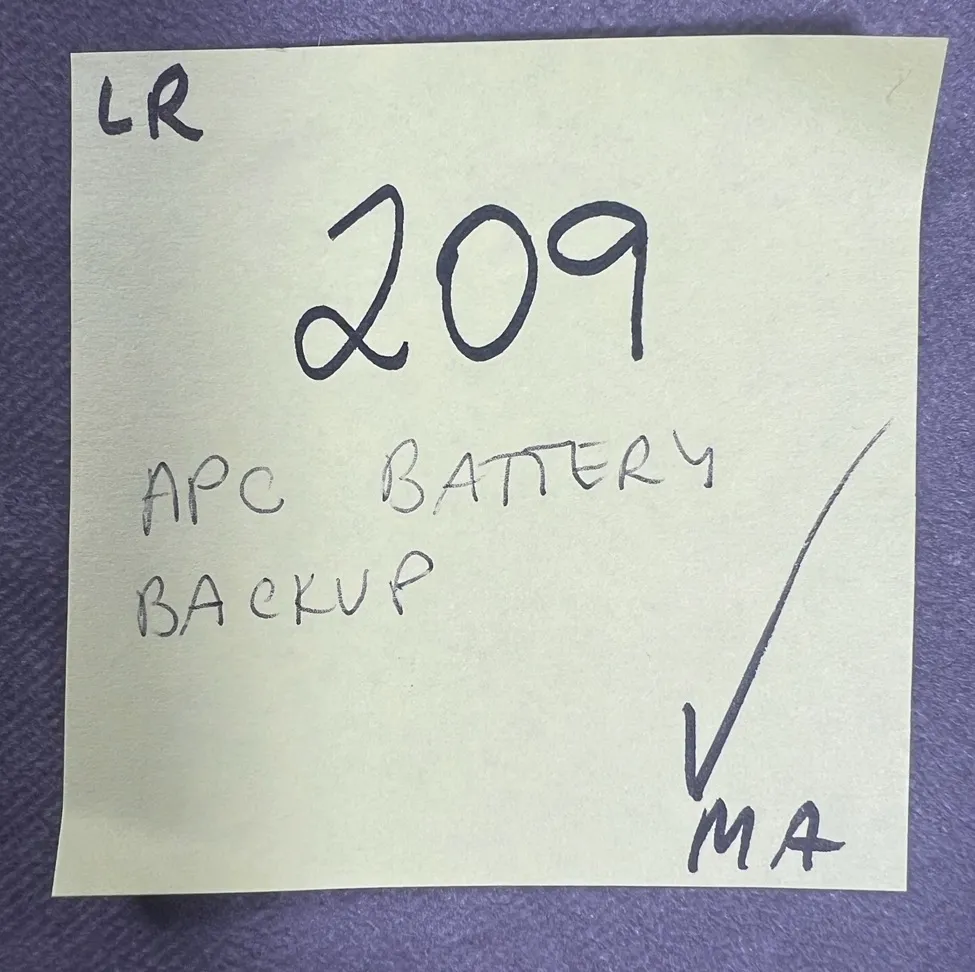 LR
209
APC BATTERY
BACKUP
✓
MA